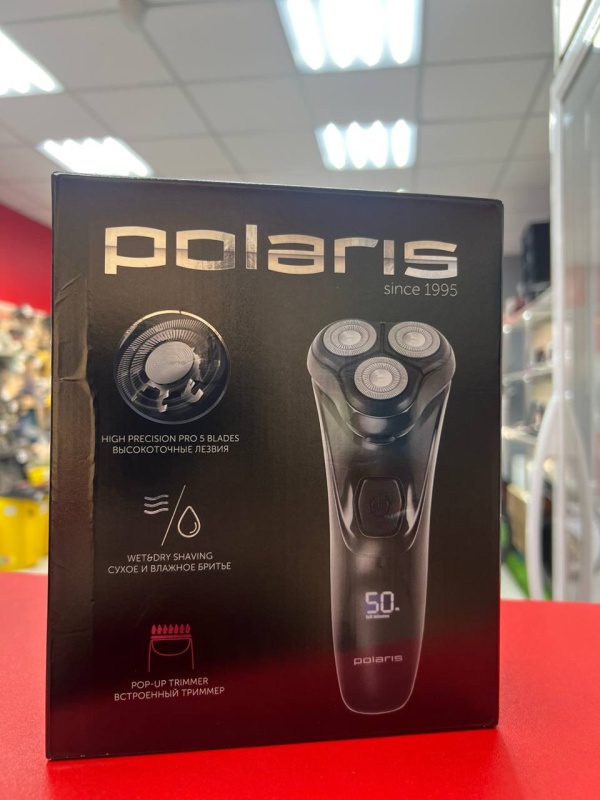 polaris
since 1995
HIGH PRECISION PRO 5 BLADES
ВЫСОКОТОЧНЫЕ ЛЕЗВИЯ
WET&DRY SHAVING
СУХОЕ И ВЛАЖНОЕ БРИТЬЕ
POP-UP TRIMMER
ВСТРОЕННЫЙ ТРИММЕР
50
polaris